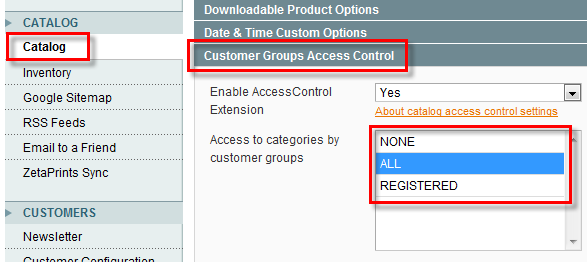 CATALOG
Catalog
Inventory
Google Sitemap
RSS Feeds
Email to a Friend
ZetaPrints Sync
CUSTOMERS
Newsletter
Customer Configuration
Downloadable Product Options
Date & Time Custom Options
Customer Groups Access Control
Enable AccessControl Extension
Yes
About catalog access control settings
Access to categories by customer groups
NONE
ALL
REGISTERED